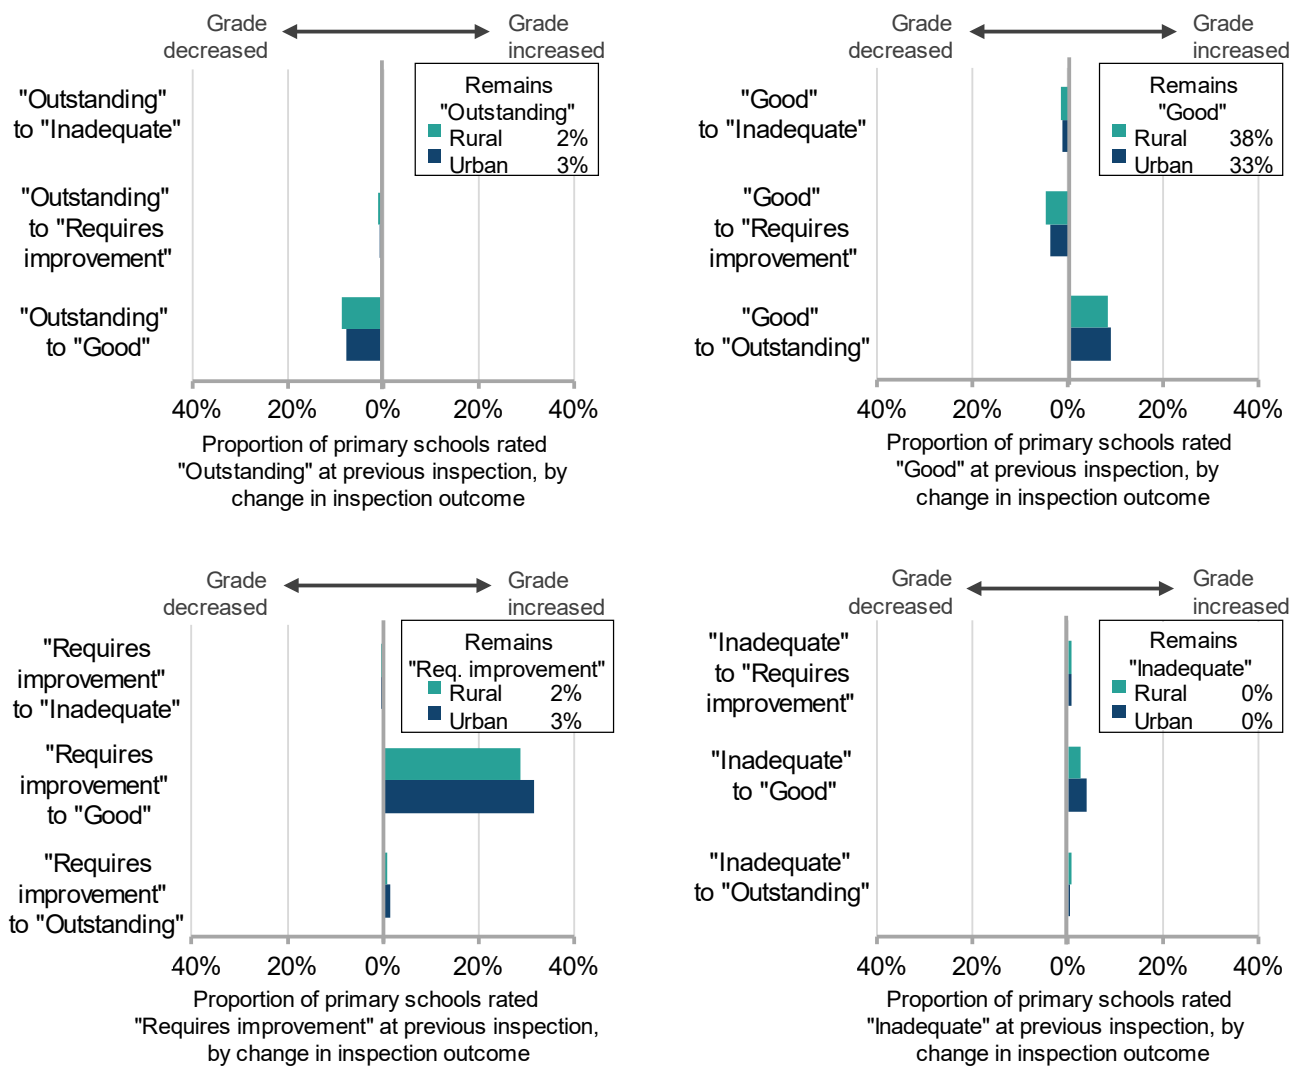 Grade
decreased
Grade
increased
"Outstanding"
to "Inadequate"
"Outstanding"
to "Requires
improvement"
"Outstanding"
to "Good"
Remains
"Outstanding"
Rural 2%
Urban 3%
40% 20% 0% 20% 40%
Proportion of primary schools rated
"Outstanding" at previous inspection, by
change in inspection outcome
Grade
decreased
Grade
increased
"Good"
to "Inadequate"
"Good"
to "Requires
improvement"
"Good"
to "Outstanding"
Remains
"Good"
Rural 38%
Urban 33%
40% 20% 0% 20% 40%
Proportion of primary schools rated
"Good" at previous inspection, by
change in inspection outcome
Grade
decreased
Grade
increased
"Requires
improvement"
to "Inadequate"
"Requires
improvement"
to "Good"
"Requires
improvement"
to "Outstanding"
Remains
"Req. improvement"
Rural 2%
Urban 3%
40% 20% 0% 20% 40%
Proportion of primary schools rated
"Requires improvement" at previous inspection,
by change in inspection outcome
Grade
decreased
Grade
increased
"Inadequate"
to "Requires
improvement"
"Inadequate"
to "Good"
"Inadequate"
to "Outstanding"
Remains
"Inadequate"
Rural 0%
Urban 0%
40% 20% 0% 20% 40%
Proportion of primary schools rated
"Inadequate" at previous inspection, by
change in inspection outcome